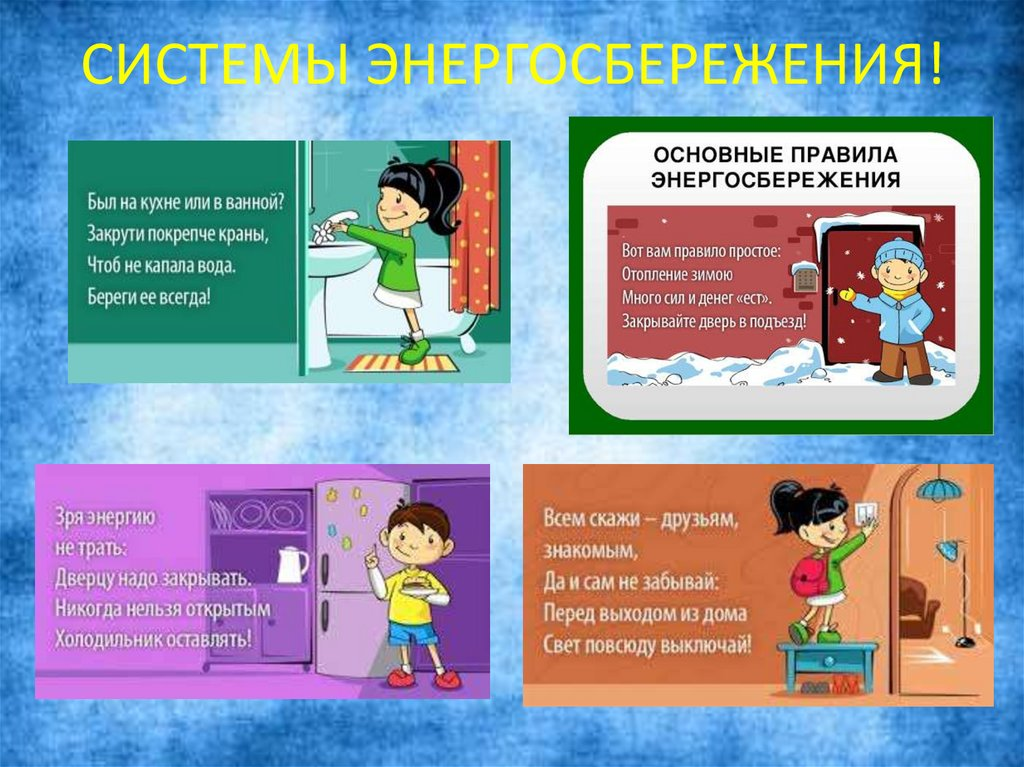 СИСТЕМЫ ЭНЕРГОСБЕРЕЖЕНИЯ!
Был на кухне или в ванной?
Закрути покрепче краны,
Чтоб не капала вода.
Береги ее всегда!
ОСНОВНЫЕ ПРАВИЛА
ЭНЕРГОСБЕРЕЖЕНИЯ
Вот вам правило простое:
Отопление зимою
Много сил и денег «ест».
Закрывайте дверь в подъезд!
Зря энергию
не трать:
Дверцу надо закрывать.
Никогда нельзя открытым
Холодильник оставлять!
Всем скажи – друзьям,
знакомым,
Да и сам не забывай:
Перед выходом из дома
Свет повсюду выключай!